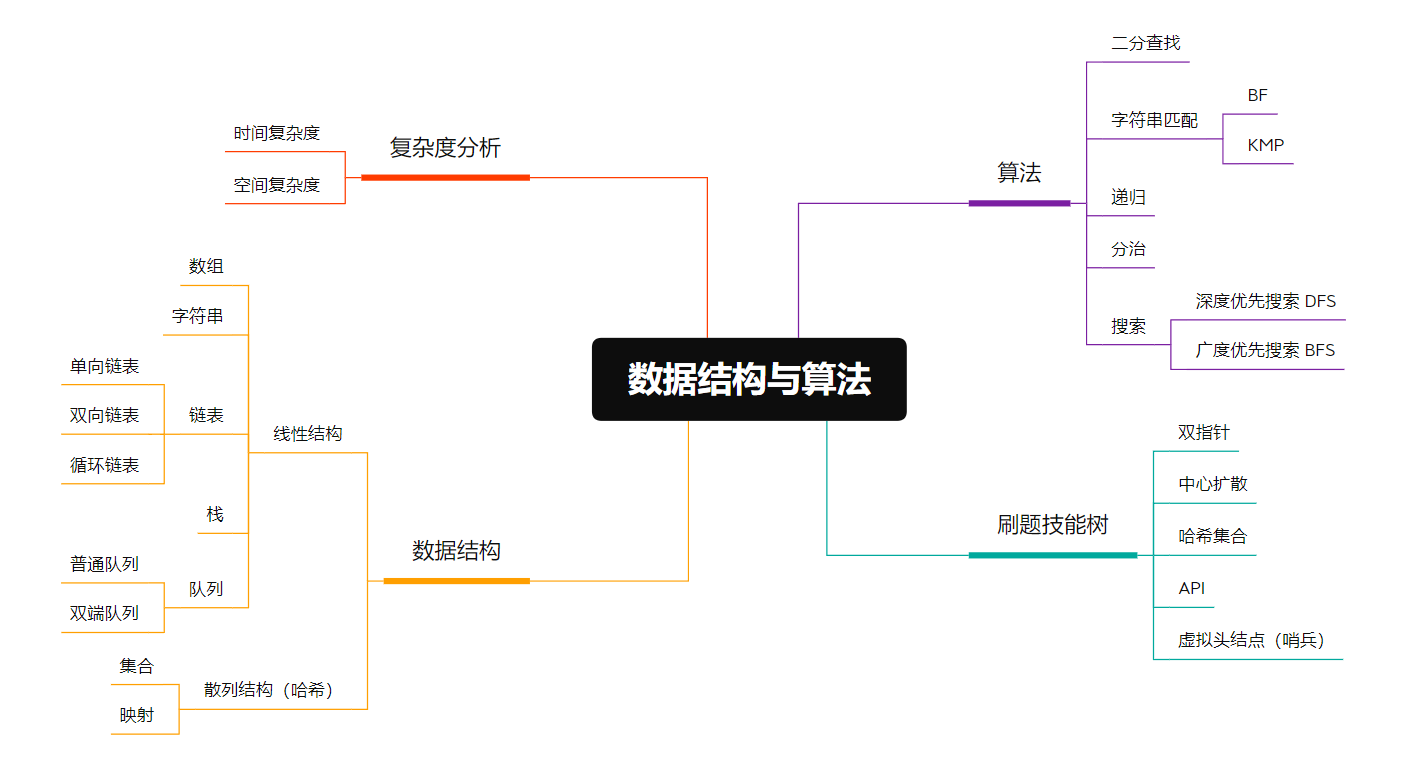 数据结构与算法
复杂度分析
时间复杂度
空间复杂度
数据结构
线性结构
数组
字符串
链表
单向链表
双向链表
循环链表
栈
队列
普通队列
双端队列
散列结构（哈希）
集合
映射
算法
二分查找
字符串匹配
BF
KMP
递归
分治
搜索
深度优先搜索 DFS
广度优先搜索 BFS
刷题技能树
双指针
中心扩散
哈希集合
API
虚拟头结点（哨兵）